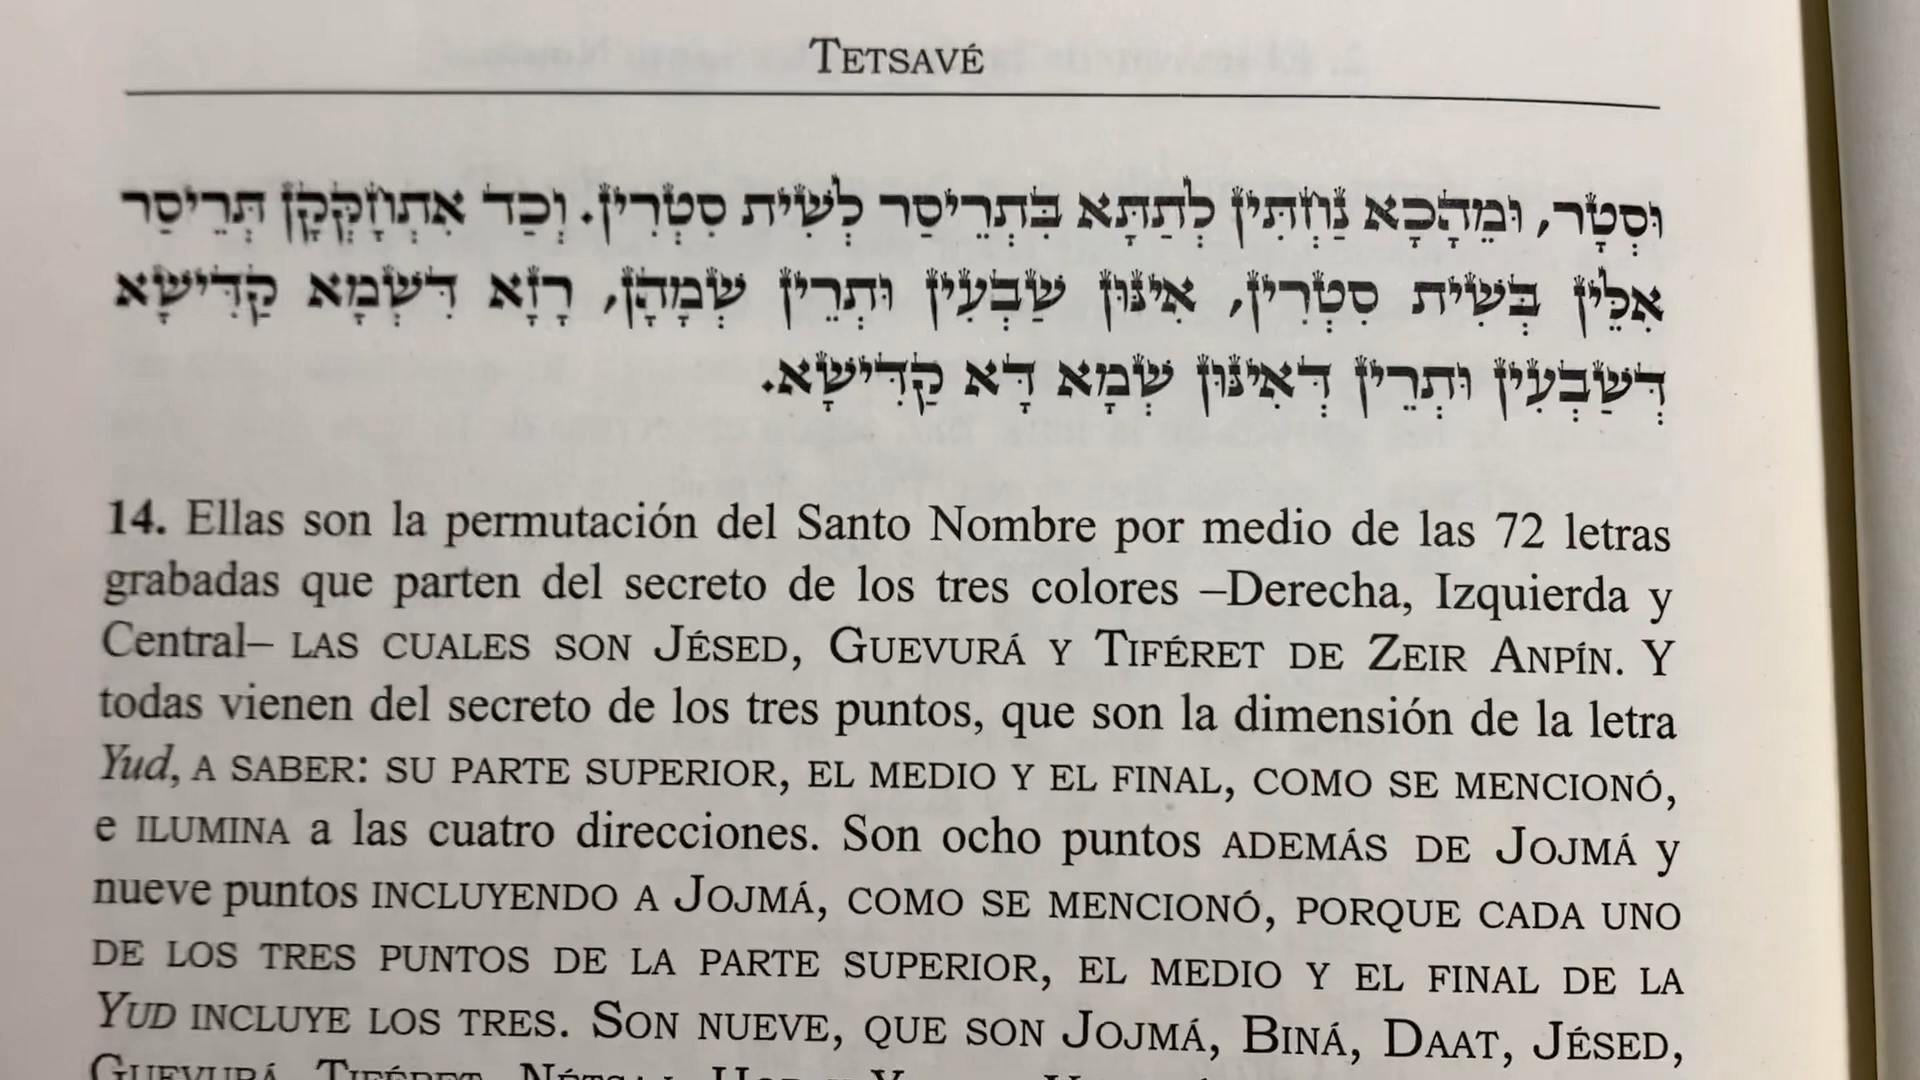 TETSAVÉ
וּסְטָר, וּמֵהָכָא נַחְתִּין לְתַתָּא בִּתְרֵיסַר לְשִׁית סִטְרִין. וְכַד אִתְחַקְּקָן תְּרֵיסַר
אִלֵּין בְּשִׁית סִטְרִין, אִינּוּן שַׁבְעִין וּתְרֵין שְׁמָהָן, רָזָא דִּשְׁמָא קַדִּישָׁא
דְּשַׁבְעִין וּתְרֵין דְּאִינּוּן שְׁמָא דָּא קַדִּישָׁא.
14. Ellas son la permutación del Santo Nombre por medio de las 72 letras
grabadas que parten del secreto de los tres colores –Derecha, Izquierda y
Central– LAS CUALES SON JÉSED, GUEVURÁ Y TIFÉRET DE ZEIR ANPÍN. Y
todas vienen del secreto de los tres puntos, que son la dimensión de la letra
Yud, A SABER: SU PARTE SUPERIOR, EL MEDIO Y EL FINAL, COMO SE MENCIONÓ,
e ILUMINA a las cuatro direcciones. Son ocho puntos ADEMÁS DE JOJMÁ y
nueve puntos INCLUYENDO A JOJMÁ, COMO SE MENCIONÓ, PORQUE CADA UNO
DE LOS TRES PUNTOS DE LA PARTE SUPERIOR, EL MEDIO Y EL FINAL DE LA
YUD INCLUYE LOS TRES. SON NUEVE, QUE SON JOJMÁ, BINÁ, DAAT, JÉSED,
GUEVURÁ, TIFÉRET